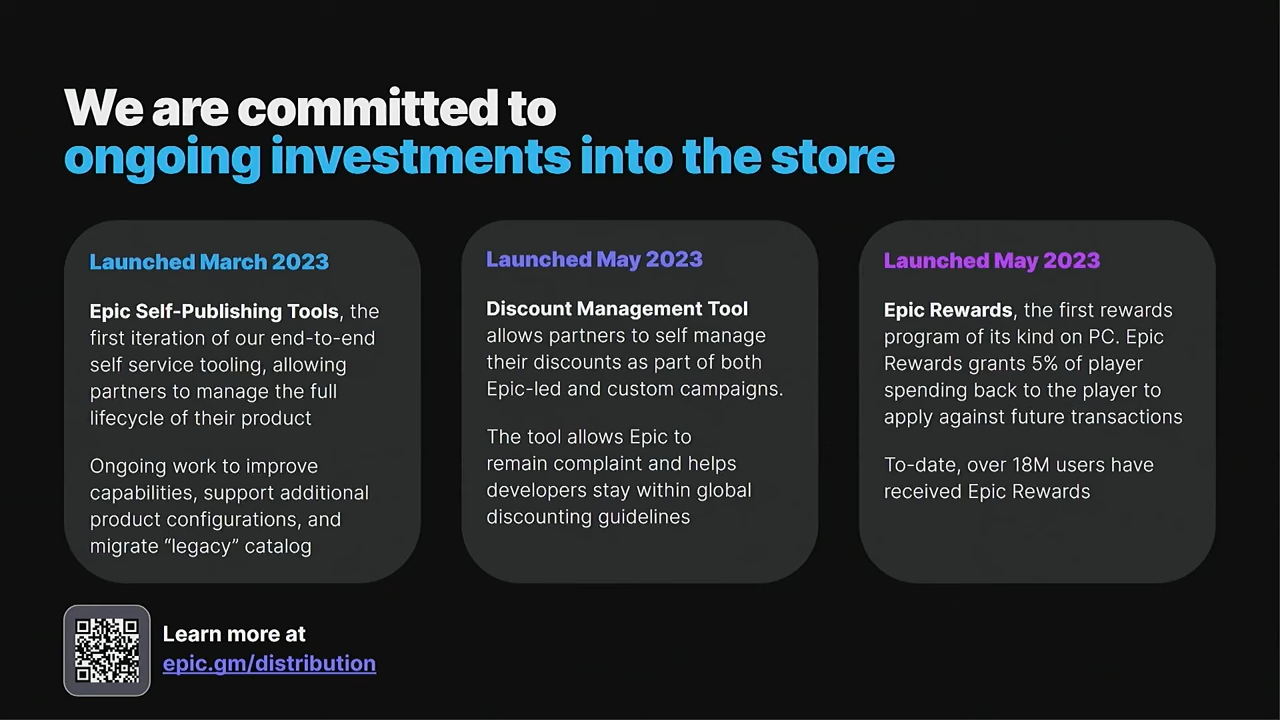 We are committed to
ongoing investments into the store
Launched March 2023
Epic Self-Publishing Tools, the
first iteration of our end-to-end
self service tooling, allowing
partners to manage the full
lifecycle of their product
Ongoing work to improve
capabilities, support additional
product configurations, and
migrate “legacy” catalog
Launched May 2023
Discount Management Tool
allows partners to self manage
their discounts as part of both
Epic-led and custom campaigns.
The tool allows Epic to
remain complaint and helps
developers stay within global
discounting guidelines
Launched May 2023
Epic Rewards, the first rewards
program of its kind on PC. Epic
Rewards grants 5% of player
spending back to the player to
apply against future transactions
To-date, over 18M users have
received Epic Rewards
Learn more at
epic.gm/distribution